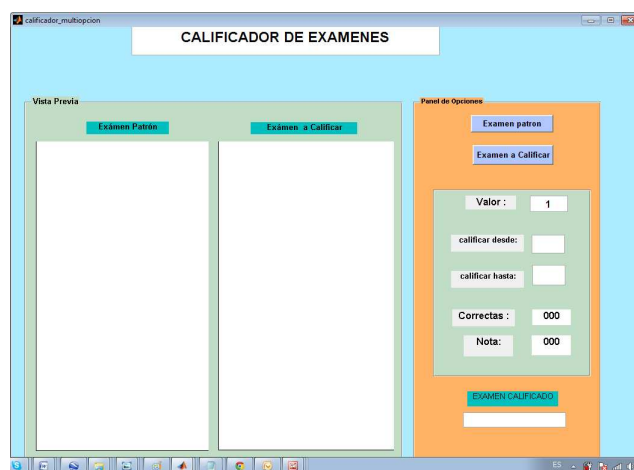 calificador_multiopcion
CALIFICADOR DE EXAMENES
Vista Previa
Exámen Patrón
Exámen a Calificar
Panel de Opciones
Examen patron
Examen a Calificar
Valor : 1
calificar desde:
calificar hasta:
Correctas : 000
Nota: 000
EXAMEN CALIFICADO
ES